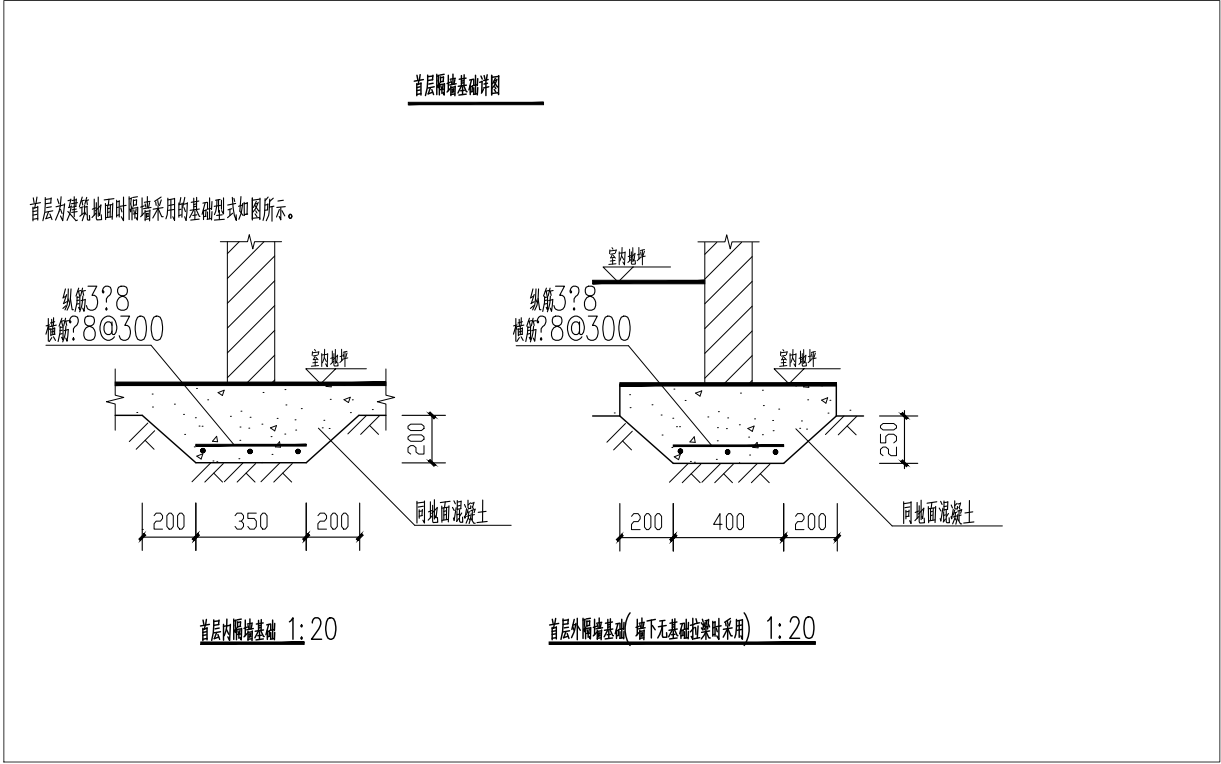 首层隔墙基础详图
首层为建筑地面时隔墙采用的基础型式如图所示。
纵筋3?8
横筋?8@300
室内地坪
200
同地面混凝土
200 350 200
首层内隔墙基础 1:20
室内地坪
纵筋3?8
横筋?8@300
室内地坪
250
同地面混凝土
200 400 200
首层外隔墙基础(墙下无基础拉梁时采用) 1:20